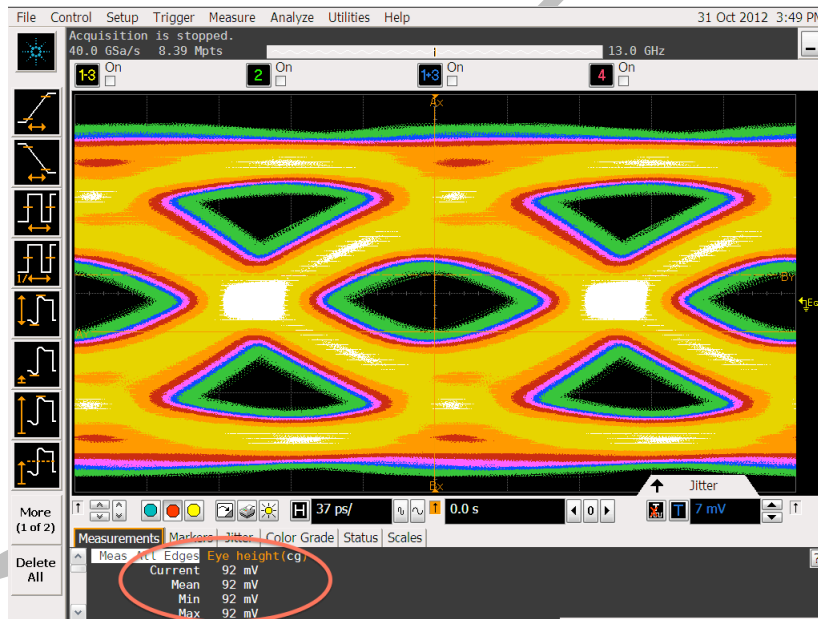 File Control Setup Trigger Measure Analyze Utilities Help 31 Oct 2012 3:49 PM
Acquisition is stopped.
40.0 GSa/s 8.39 Mpts 13.0 GHz
1-3 On 2 On 1+3 On 4 On
Ax
BY
Bx
1/
More
(1 of 2)
Delete
All
H 37 ps/ 0.0 s 0 T 7 mV
Jitter
Measurements Markers Jitter Color Grade Status Scales
Meas All Edges Eye height(cg)
Current 92 mV
Mean 92 mV
Min 92 mV
Max 92 mV